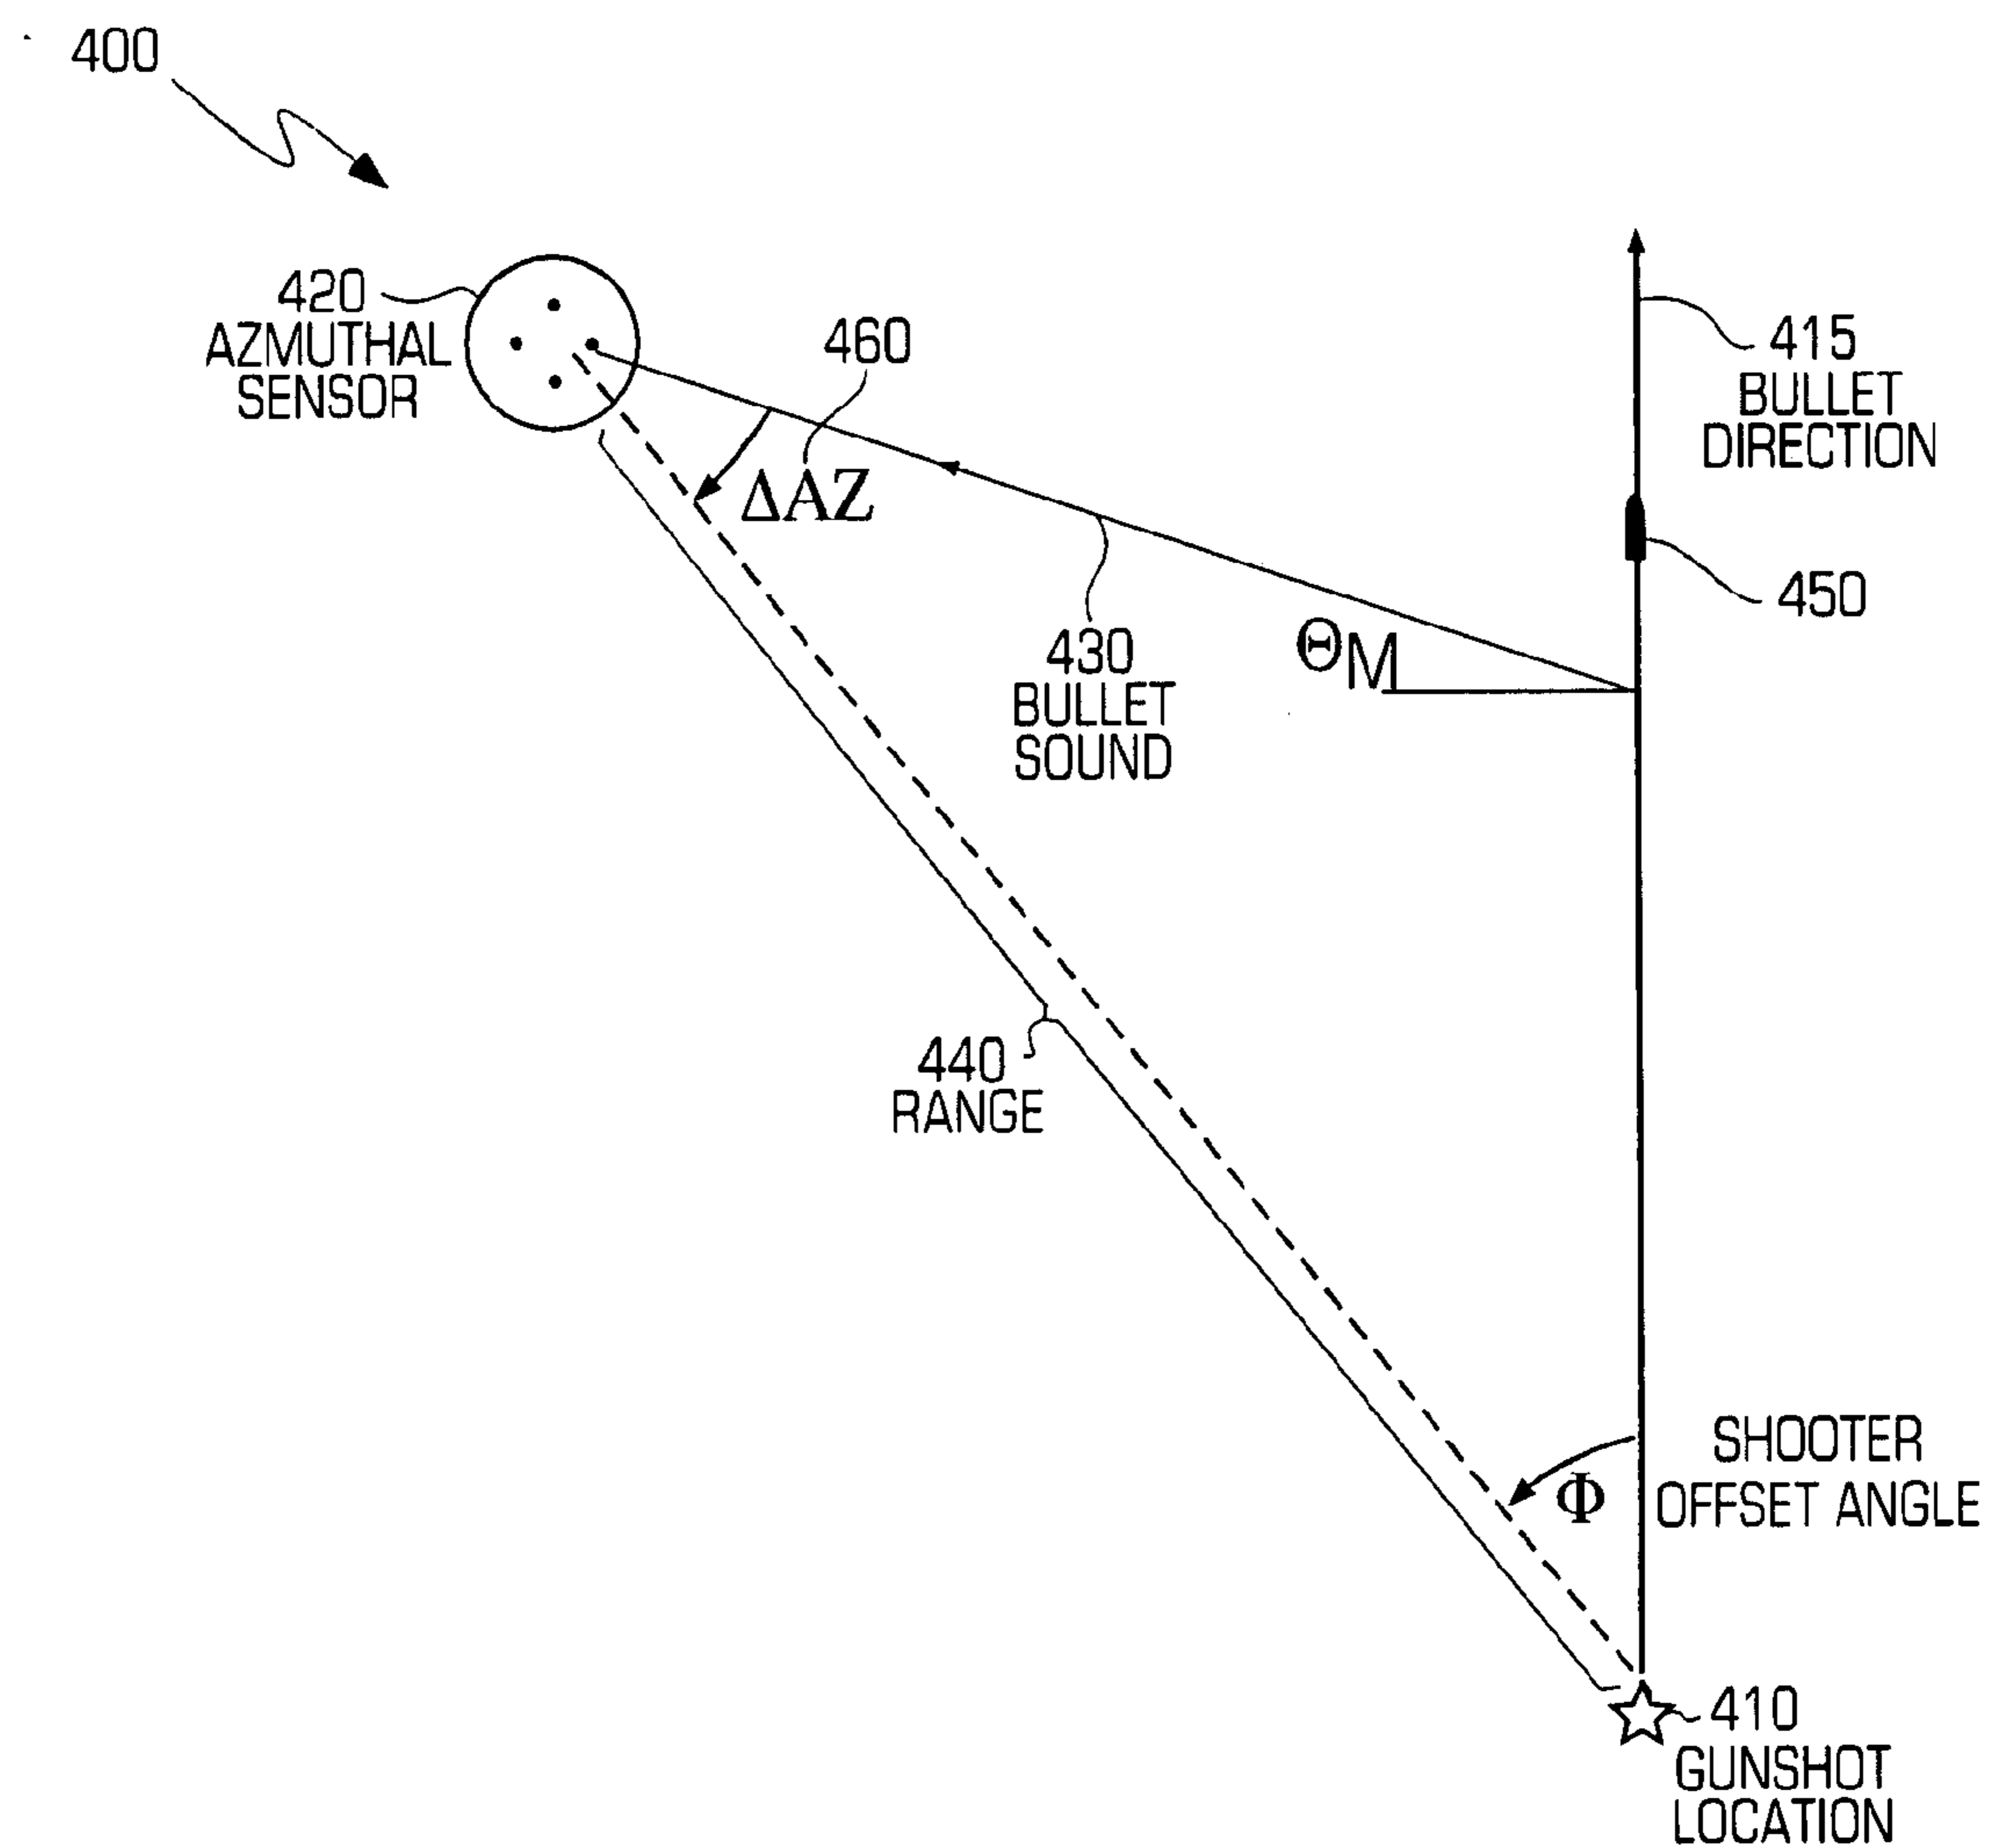 400
420
AZMUTHAL
SENSOR
460
ΔAZ
415
BULLET
DIRECTION
450
430
BULLET
SOUND
ΘM
440
RANGE
SHOOTER
OFFSET ANGLE
Φ
410
GUNSHOT
LOCATION